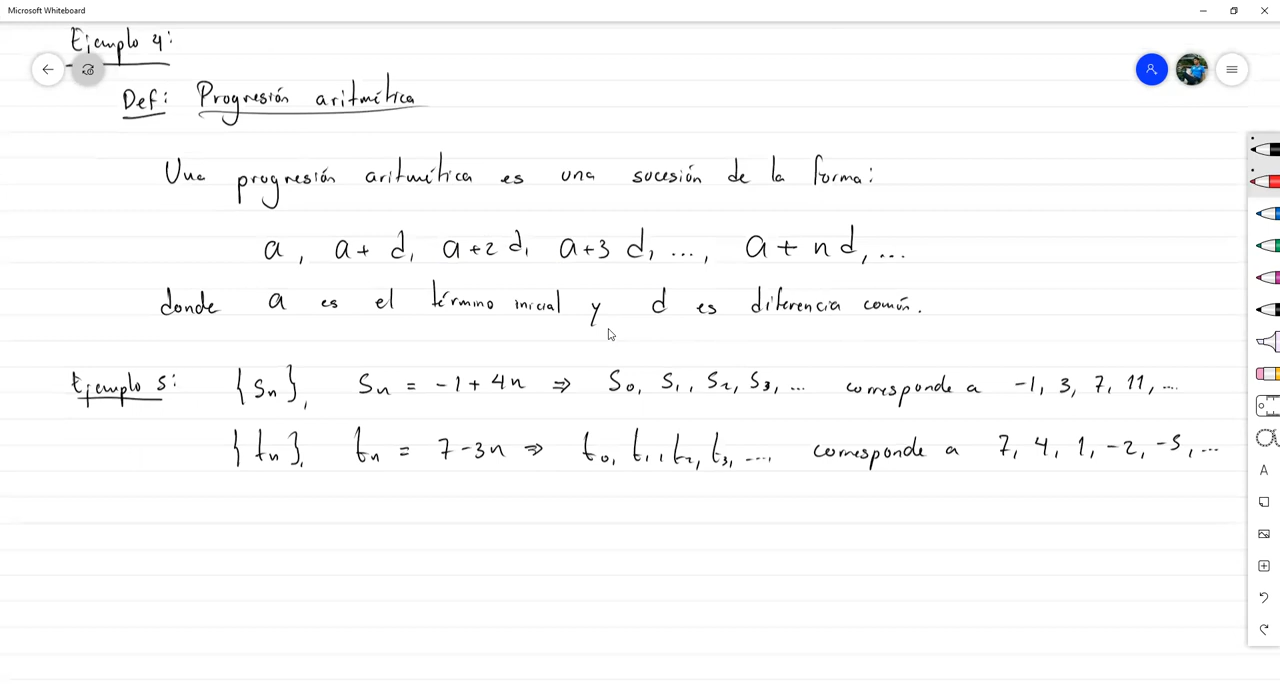 Microsoft Whiteboard
Ejemplo 4:
Def: Progresión aritmética
Una progresión aritmética es una sucesión de la forma:
a, a+d, a+2d, a+3d, ..., a+nd, ...
donde a es el término inicial y d es diferencia común.
Ejemplo 5: {Sn}, Sn = -1+4n ⇒ S0, S1, S2, S3, ... corresponde a -1, 3, 7, 11, ...
{tn}, tn = 7-3n ⇒ t0, t1, t2, t3, ... corresponde a 7, 4, 1, -2, -5, ...
A